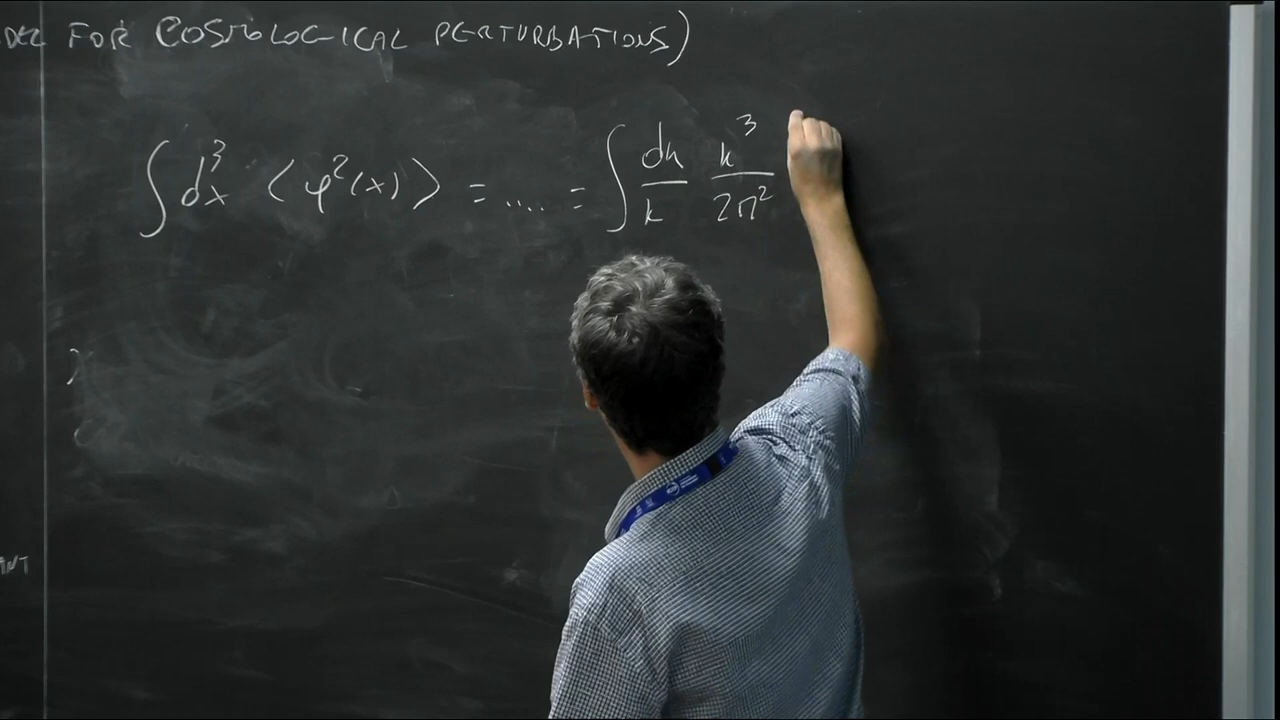 FOR COSMOLOGICAL PERTURBATIONS)
∫ d³x ⟨φ²(x)⟩ = .... = ∫ dk/k k³/2π²